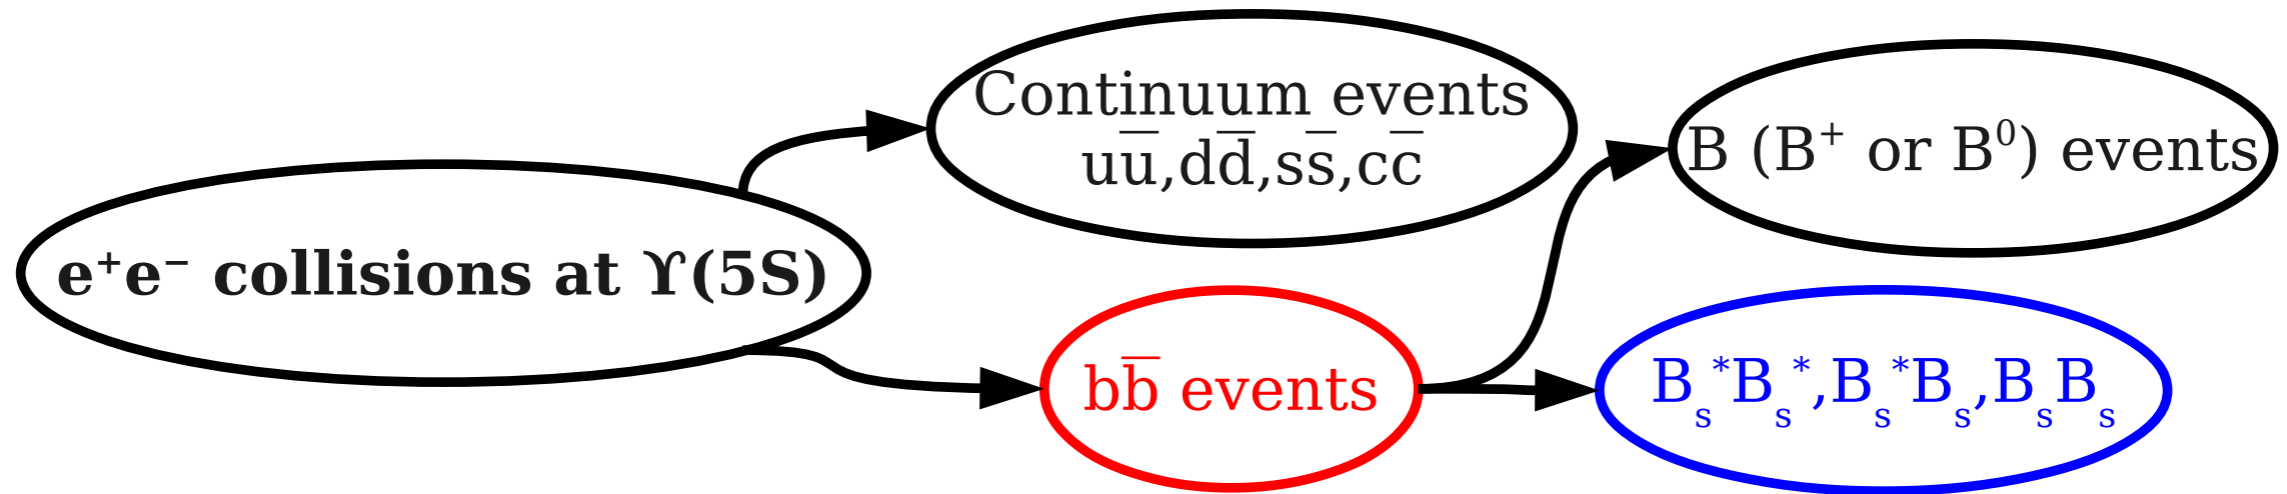 e⁺e⁻ collisions at ϒ(5S)
Continuum events
uu̅,dd̅,ss̅,cc̅
bb̅ events
B (B⁺ or B⁰) events
Bₛ*Bₛ*,Bₛ*Bₛ,BₛBₛ